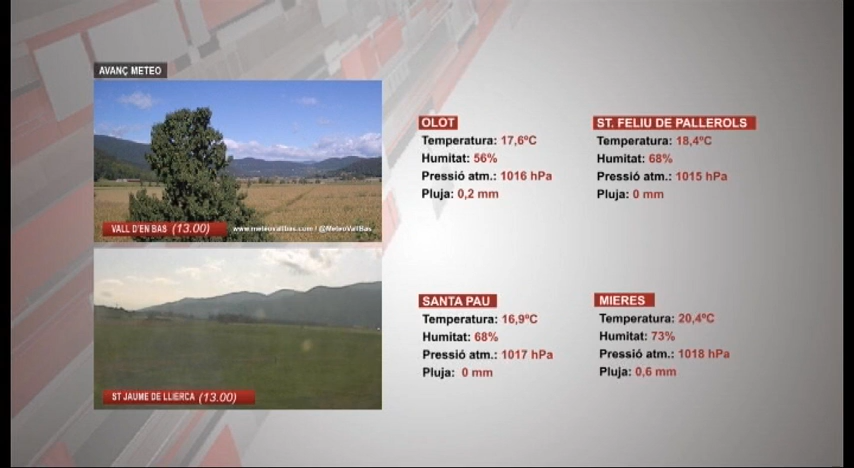 AVANÇ METEO
VALL D'EN BAS (13.00)
www.meteovallbas.com / @MeteoVallBas
ST JAUME DE LLIERCA (13.00)
OLOT
Temperatura: 17,6ºC
Humitat: 56%
Pressió atm.: 1016 hPa
Pluja: 0,2 mm
ST. FELIU DE PALLEROLS
Temperatura: 18,4ºC
Humitat: 68%
Pressió atm.: 1015 hPa
Pluja: 0 mm
SANTA PAU
Temperatura: 16,9ºC
Humitat: 68%
Pressió atm.: 1017 hPa
Pluja: 0 mm
MIERES
Temperatura: 20,4ºC
Humitat: 73%
Pressió atm.: 1018 hPa
Pluja: 0,6 mm